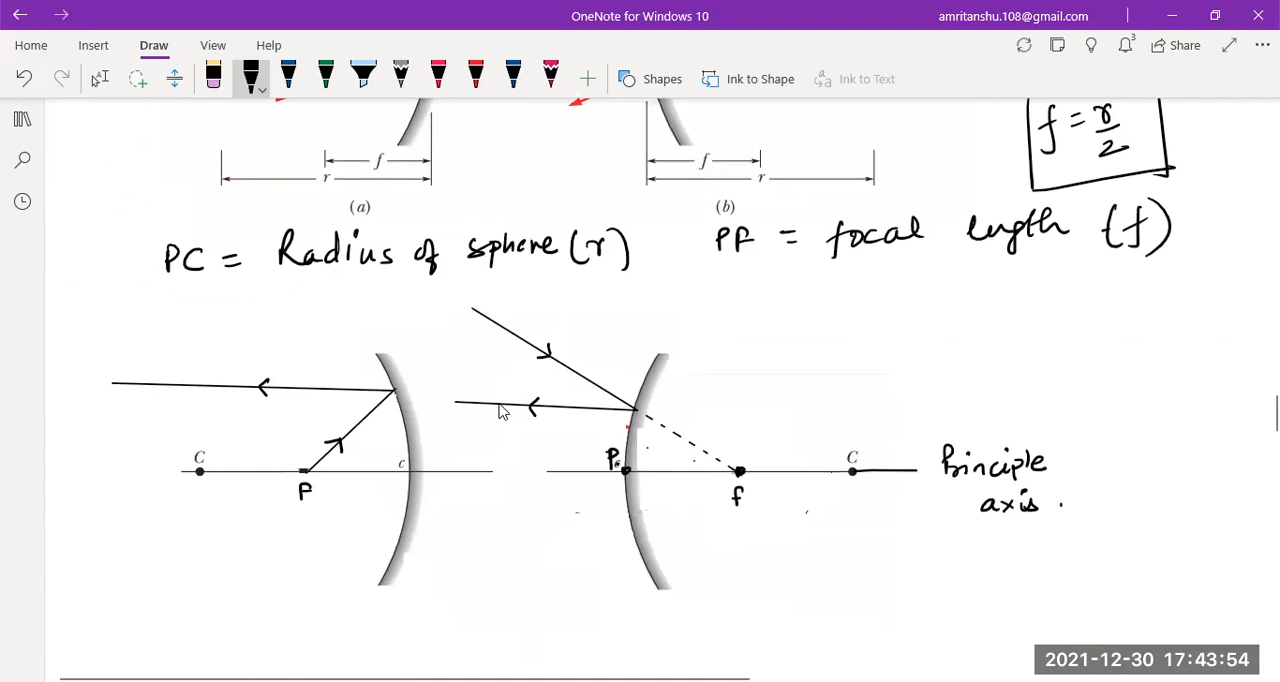 OneNote for Windows 10
amritanshu.108@gmail.com
Home Insert Draw View Help
3
Share
Shapes
Ink to Shape
Ink to Text
f = r/2
f
r
f
r
(a)
(b)
PC = Radius of sphere (r)
PF = focal length (f)
C
F
c
P
f
C
Principle
axis .
2021-12-30 17:43:54